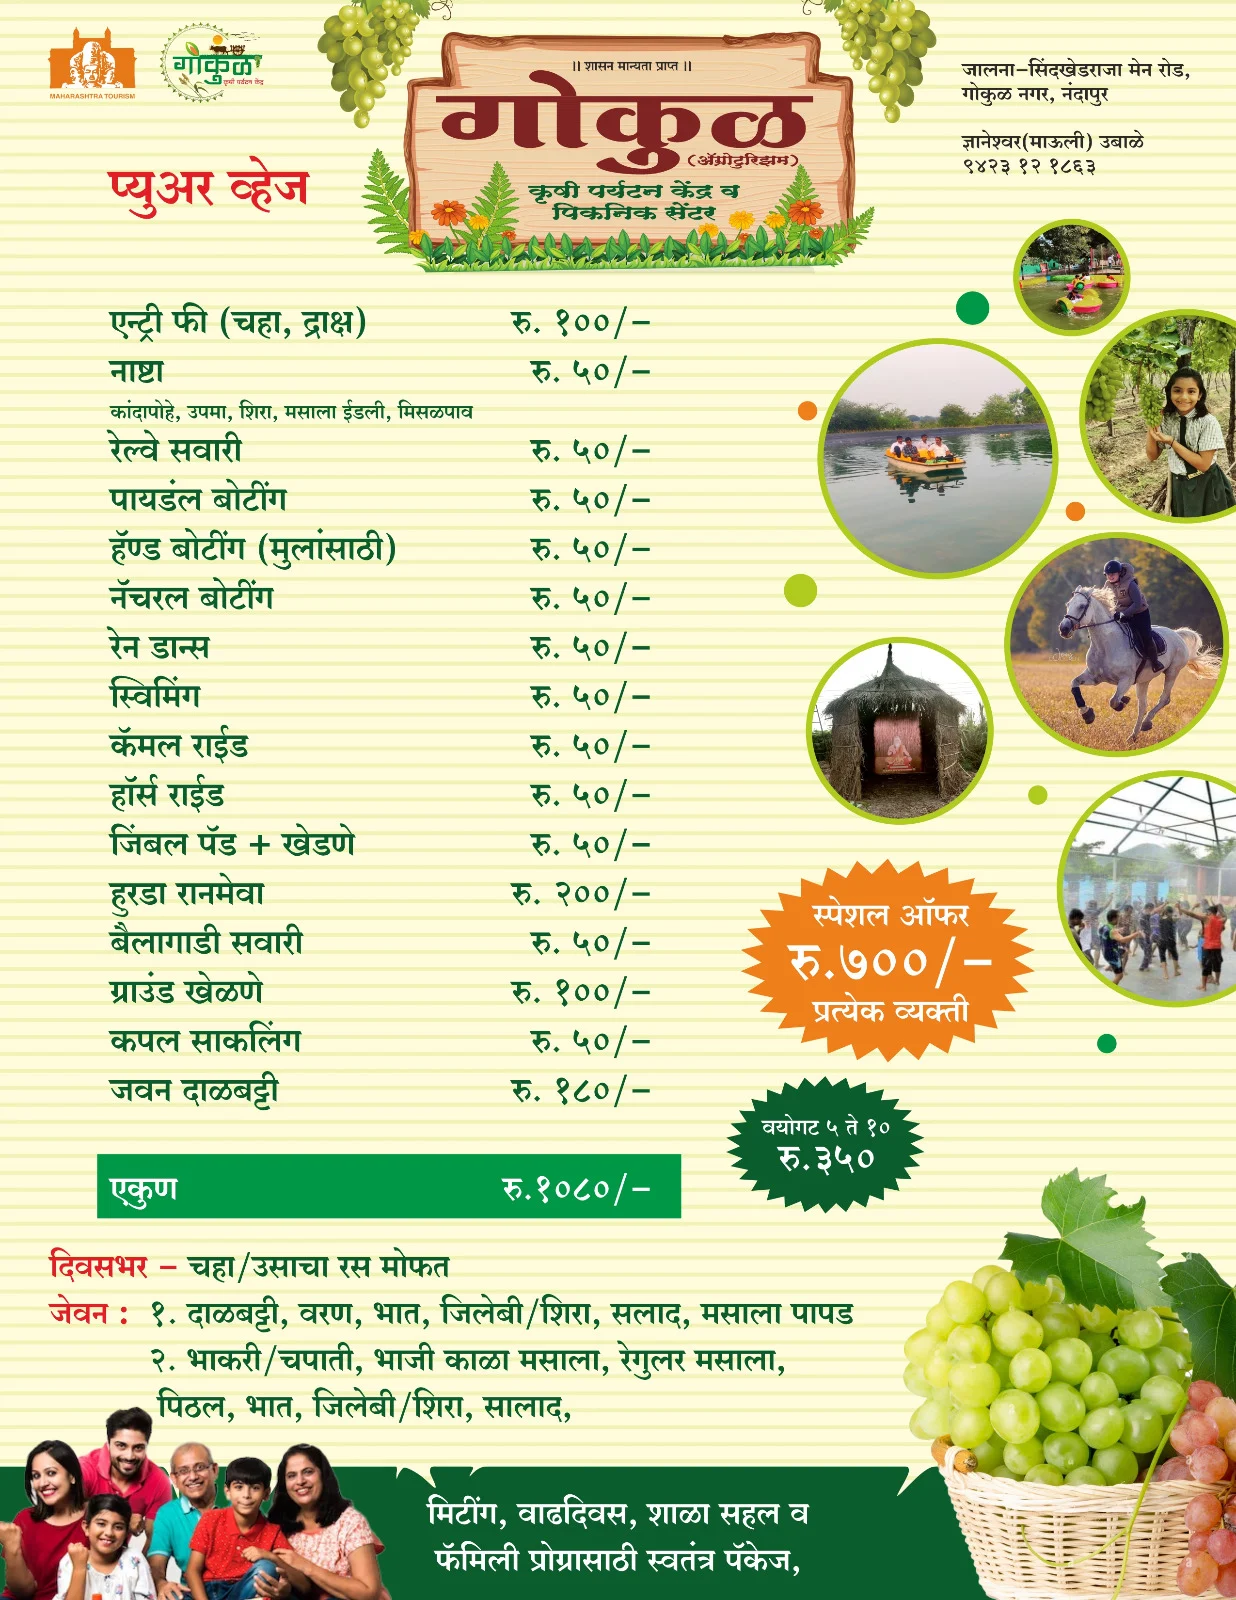 MAHARASHTRA TOURISM
गोकुळ
कृषी पर्यटन केंद्र
प्युअर व्हेज
।। शासन मान्यता प्राप्त ।।
गोकुळ
(ॲग्रोटुरिझम)
कृषी पर्यटन केंद्र व
पिकनिक सेंटर
जालना-सिंदखेडराजा मेन रोड,
गोकुळ नगर, नंदापुर
ज्ञानेश्वर(माऊली) उबाळे
९४२३ १२ १८६३
एन्ट्री फी (चहा, द्राक्ष) रु. १००/-
नाष्टा रु. ५०/-
कांदापोहे, उपमा, शिरा, मसाला ईडली, मिसळपाव
रेल्वे सवारी रु. ५०/-
पायडंल बोटींग रु. ५०/-
हॅण्ड बोटींग (मुलांसाठी) रु. ५०/-
नॅचरल बोटींग रु. ५०/-
रेन डान्स रु. ५०/-
स्विमिंग रु. ५०/-
कॅमल राईड रु. ५०/-
हॉर्स राईड रु. ५०/-
जिंबल पॅड + खेडणे रु. ५०/-
हुरडा रानमेवा रु. २००/-
बैलागाडी सवारी रु. ५०/-
ग्राउंड खेळणे रु. १००/-
कपल साकलिंग रु. ५०/-
जवन दाळबट्टी रु. १८०/-
एकुण रु.१०८०/-
स्पेशल ऑफर
रु.७००/-
प्रत्येक व्यक्ती
वयोगट ५ ते १०
रु.३५०
दिवसभर - चहा/उसाचा रस मोफत
जेवन : १. दाळबट्टी, वरण, भात, जिलेबी/शिरा, सलाद, मसाला पापड
२. भाकरी/चपाती, भाजी काळा मसाला, रेगुलर मसाला,
पिठल, भात, जिलेबी/शिरा, सालाद,
मिटींग, वाढदिवस, शाळा सहल व
फॅमिली प्रोग्रासाठी स्वतंत्र पॅकेज,